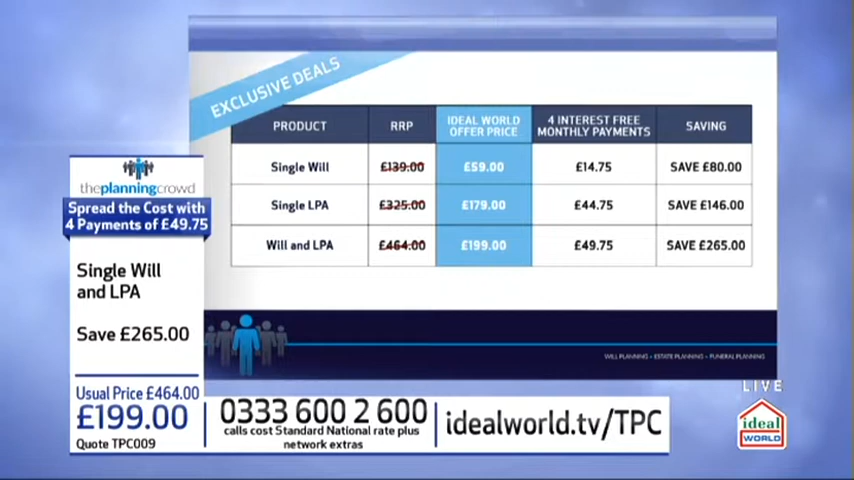 EXCLUSIVE DEALS
PRODUCT RRP IDEAL WORLD OFFER PRICE 4 INTEREST FREE MONTHLY PAYMENTS SAVING
Single Will £139.00 £59.00 £14.75 SAVE £80.00
Single LPA £325.00 £179.00 £44.75 SAVE £146.00
Will and LPA £464.00 £199.00 £49.75 SAVE £265.00
WILL PLANNING • ESTATE PLANNING • FUNERAL PLANNING
theplanningcrowd
Spread the Cost with
4 Payments of £49.75
Single Will
and LPA
Save £265.00
Usual Price £464.00
£199.00
Quote TPC009
0333 600 2 600
calls cost Standard National rate plus
network extras
idealworld.tv/TPC
LIVE
ideal
WORLD